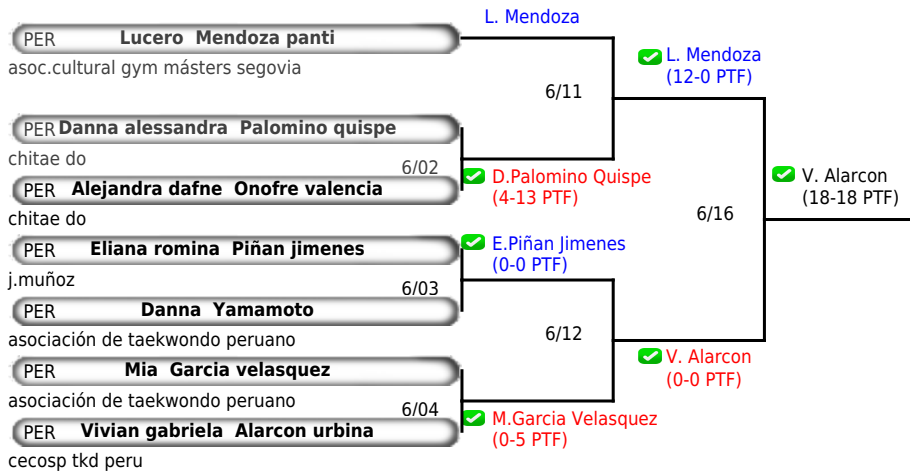 L. Mendoza
PER Lucero Mendoza panti
asoc.cultural gym másters segovia
L. Mendoza
(12-0 PTF)
6/11
PER Danna alessandra Palomino quispe
chitae do
6/02
D.Palomino Quispe
(4-13 PTF)
PER Alejandra dafne Onofre valencia
chitae do
V. Alarcon
(18-18 PTF)
6/16
PER Eliana romina Piñan jimenes
j.muñoz
E.Piñan Jimenes
(0-0 PTF)
6/03
PER Danna Yamamoto
asociación de taekwondo peruano
6/12
V. Alarcon
(0-0 PTF)
PER Mia Garcia velasquez
asociación de taekwondo peruano
6/04
M.Garcia Velasquez
(0-5 PTF)
PER Vivian gabriela Alarcon urbina
cecosp tkd peru